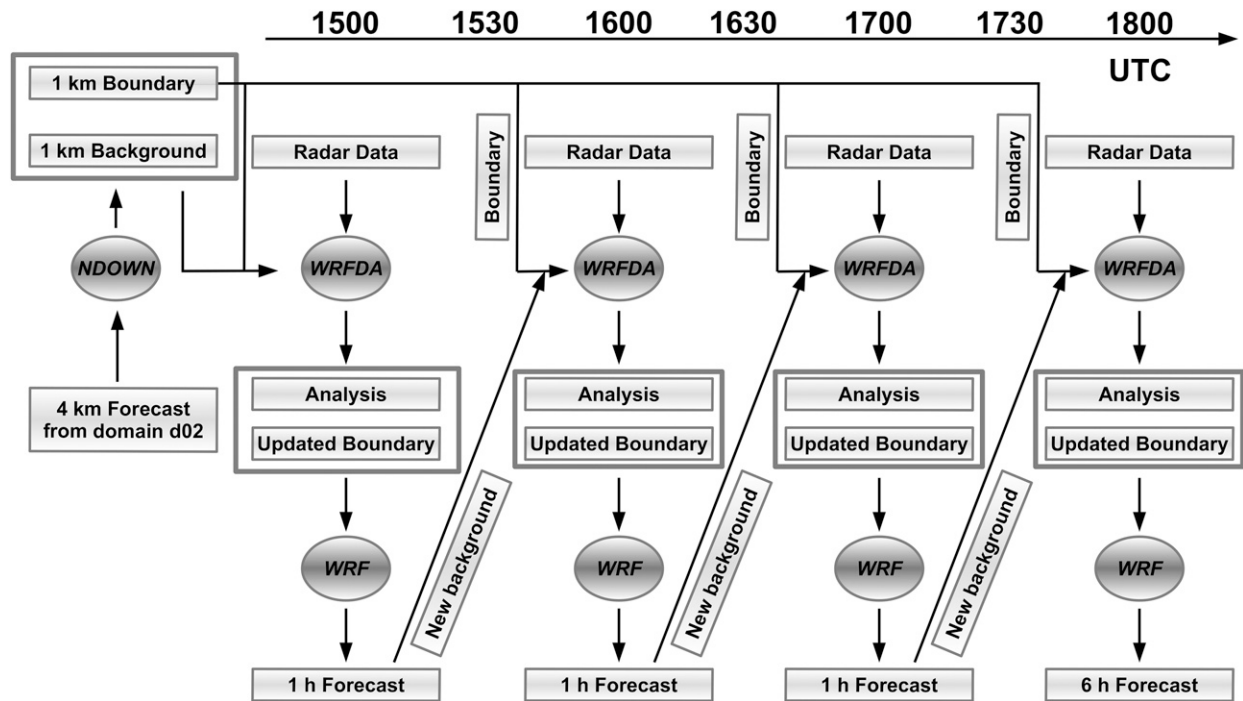 1500 1530 1600 1630 1700 1730 1800
UTC
1 km Boundary
1 km Background
Radar Data Radar Data Radar Data Radar Data
Boundary Boundary Boundary
NDOWN WRFDA WRFDA WRFDA WRFDA
4 km Forecast
from domain d02
Analysis Analysis Analysis Analysis
Updated Boundary Updated Boundary Updated Boundary Updated Boundary
New background New background New background
WRF WRF WRF WRF
1 h Forecast 1 h Forecast 1 h Forecast 6 h Forecast